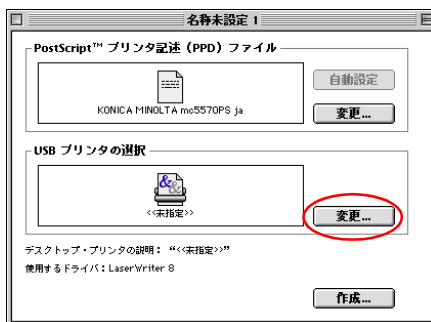 名称未設定 1
PostScript™ プリンタ記述（PPD）ファイル
自動設定
KONICA MINOLTA mc5570PS ja
変更...
USB プリンタの選択
<<未指定>>
変更...
デスクトップ・プリンタの説明： “<<未指定>>”
使用するドライバ：LaserWriter 8
作成...